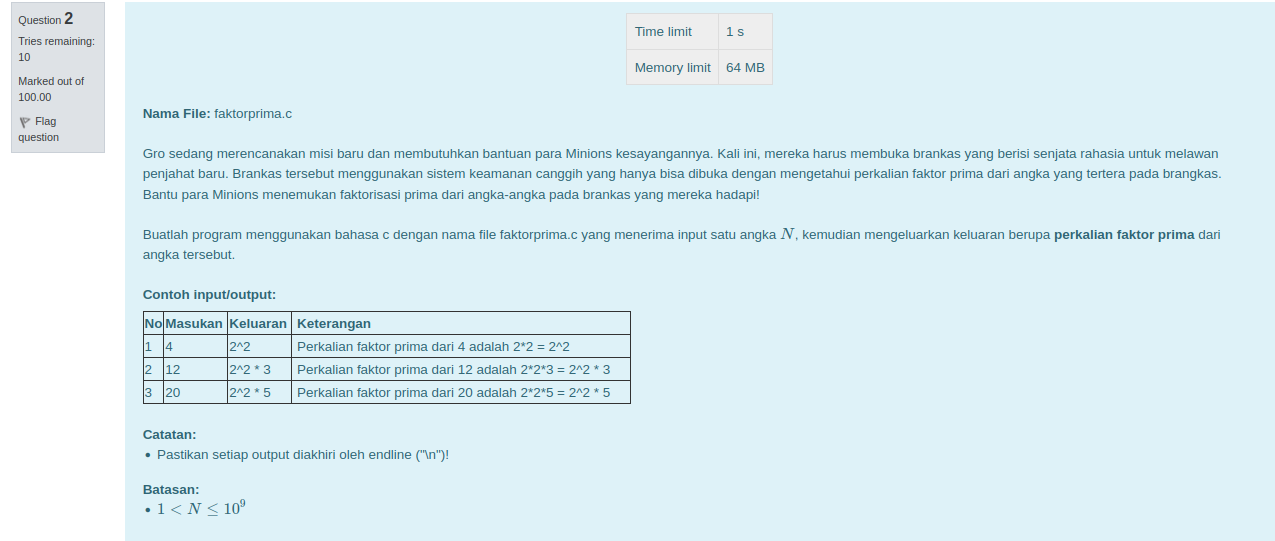 Question 2
Tries remaining:
10
Marked out of
100.00
Flag
question
Time limit 1 s
Memory limit 64 MB
Nama File: faktorprima.c
Gro sedang merencanakan misi baru dan membutuhkan bantuan para Minions kesayangannya. Kali ini, mereka harus membuka brankas yang berisi senjata rahasia untuk melawan
penjahat baru. Brankas tersebut menggunakan sistem keamanan canggih yang hanya bisa dibuka dengan mengetahui perkalian faktor prima dari angka yang tertera pada brangkas.
Bantu para Minions menemukan faktorisasi prima dari angka-angka pada brankas yang mereka hadapi!
Buatlah program menggunakan bahasa c dengan nama file faktorprima.c yang menerima input satu angka N, kemudian mengeluarkan keluaran berupa perkalian faktor prima dari
angka tersebut.
Contoh input/output:
No Masukan Keluaran Keterangan
1 4 2^2 Perkalian faktor prima dari 4 adalah 2*2 = 2^2
2 12 2^2 * 3 Perkalian faktor prima dari 12 adalah 2*2*3 = 2^2 * 3
3 20 2^2 * 5 Perkalian faktor prima dari 20 adalah 2*2*5 = 2^2 * 5
Catatan:
• Pastikan setiap output diakhiri oleh endline ("\n")!
Batasan:
• 1 < N ≤ 10⁹